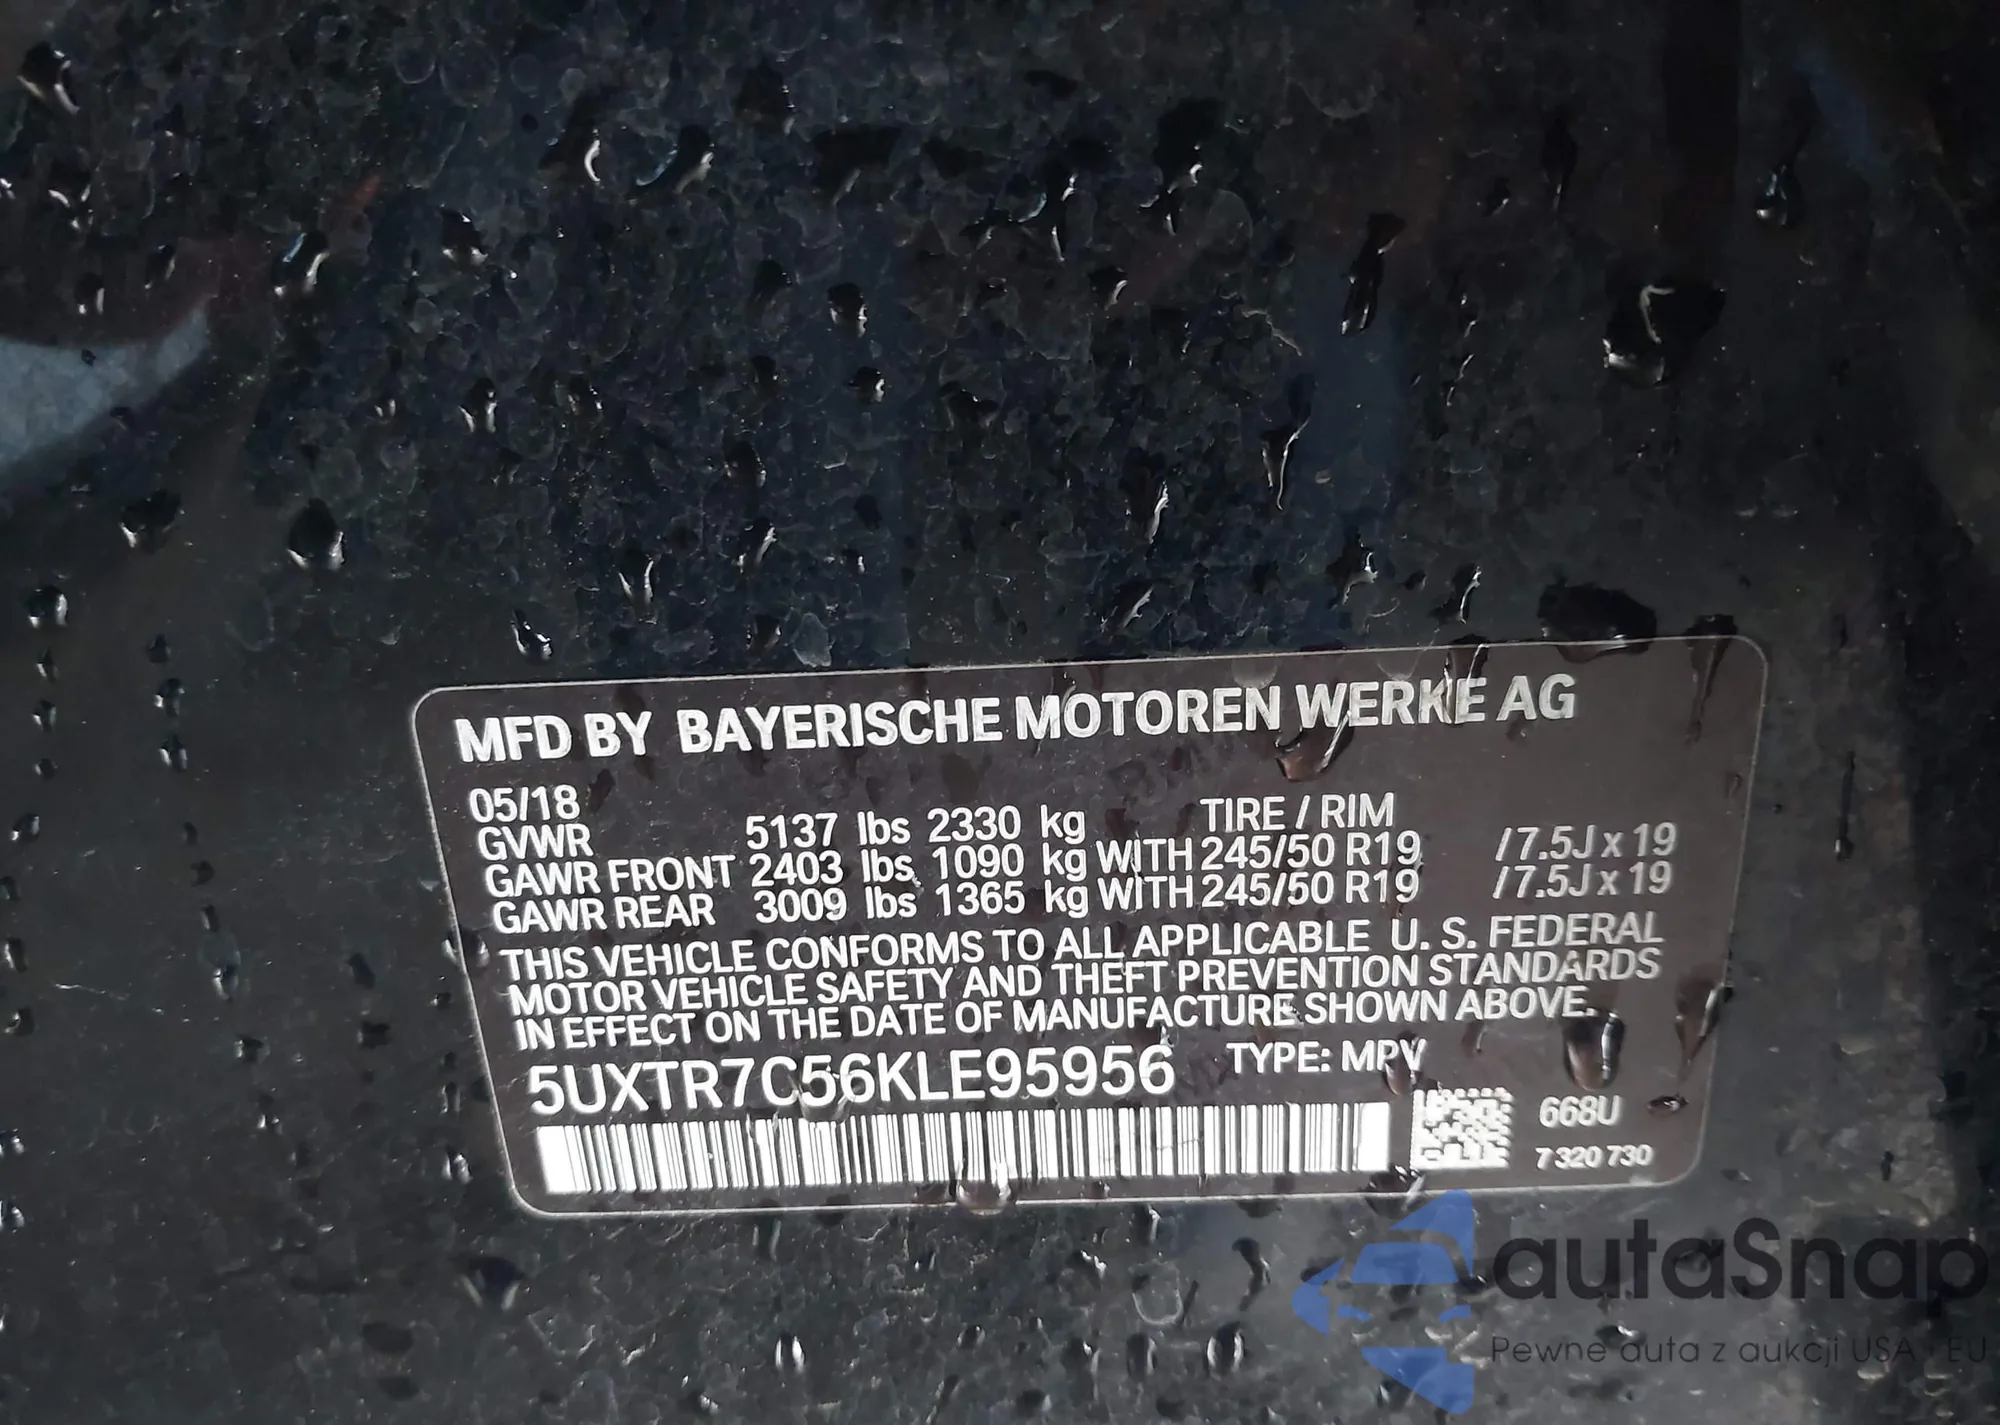 MFD BY BAYERISCHE MOTOREN WERKE AG
05/18
GVWR 5137 lbs 2330 kg TIRE / RIM
GAWR FRONT 2403 lbs 1090 kg WITH 245/50 R19 / 7.5J x 19
GAWR REAR 3009 lbs 1365 kg WITH 245/50 R19 / 7.5J x 19
THIS VEHICLE CONFORMS TO ALL APPLICABLE U. S. FEDERAL
MOTOR VEHICLE SAFETY AND THEFT PREVENTION STANDARDS
IN EFFECT ON THE DATE OF MANUFACTURE SHOWN ABOVE.
5UXTR7C56KLE95956 TYPE: MPV
668U
7 320 730
autaSnap
Pewne auta z aukcji USA - EU